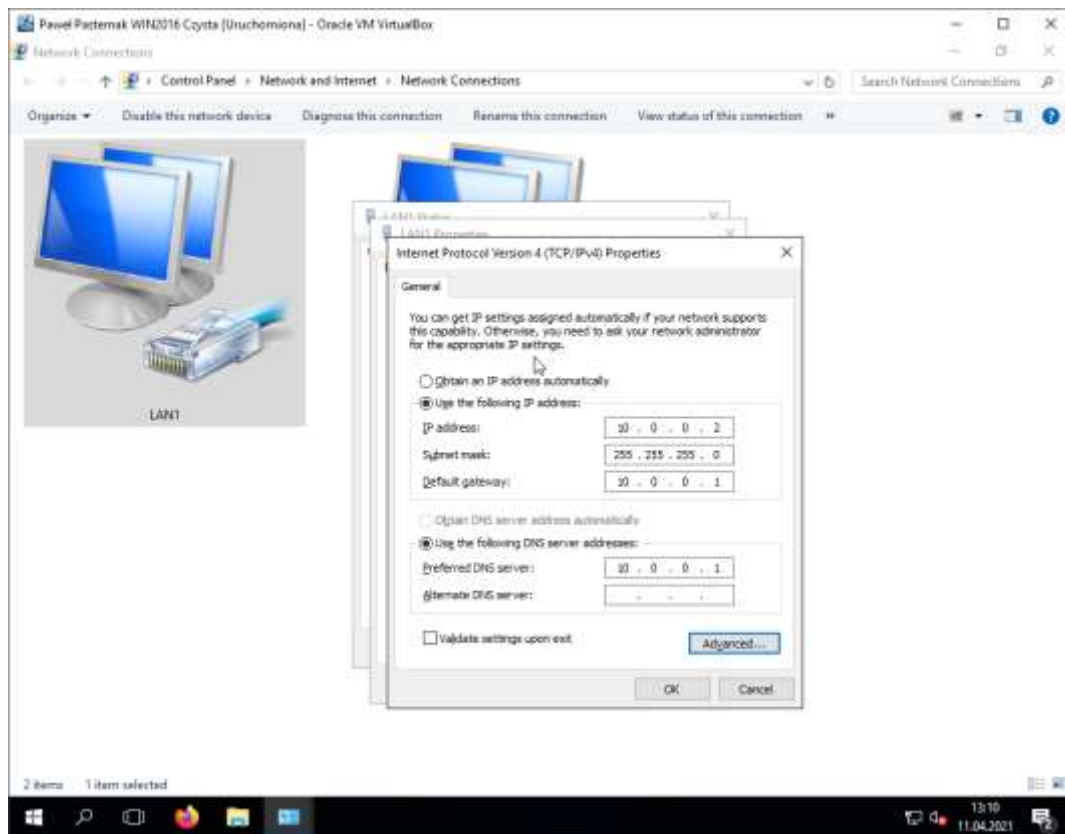 Paweł Pasternak WIN2016 Czysta [Uruchomiona] - Oracle VM VirtualBox
Network Connections
Control Panel › Network and Internet › Network Connections
Search Network Connections
Organize
Disable this network device
Diagnose this connection
Rename this connection
View status of this connection
»
LAN1
LAN1 Status
LAN1 Properties
Internet Protocol Version 4 (TCP/IPv4) Properties
General
You can get IP settings assigned automatically if your network supports
this capability. Otherwise, you need to ask your network administrator
for the appropriate IP settings.
Obtain an IP address automatically
Use the following IP address:
IP address: 10 . 0 . 0 . 2
Subnet mask: 255 . 255 . 255 . 0
Default gateway: 10 . 0 . 0 . 1
Obtain DNS server address automatically
Use the following DNS server addresses:
Preferred DNS server: 10 . 0 . 0 . 1
Alternate DNS server: . . .
Validate settings upon exit
Advanced...
OK
Cancel
2 items
1 item selected
13:10
11.04.2021